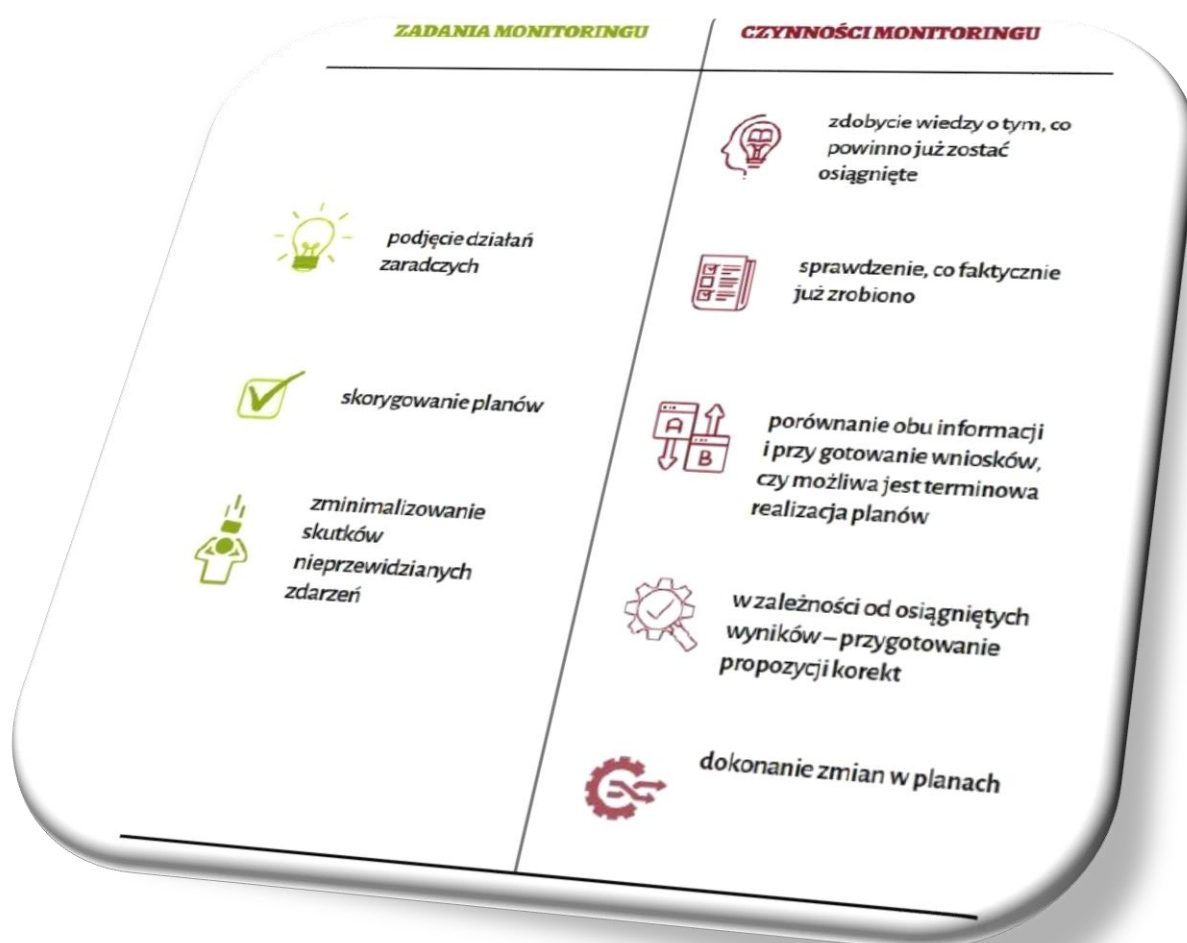 ZADANIA MONITORINGU
podjęcie działań
zaradczych
skorygowanie planów
zminimalizowanie
skutków
nieprzewidzianych
zdarzeń
CZYNNOŚCI MONITORINGU
zdobycie wiedzy o tym, co
powinno już zostać
osiągnięte
sprawdzenie, co faktycznie
już zrobiono
A
B
porównanie obu informacji
i przygotowanie wniosków,
czy możliwa jest terminowa
realizacja planów
w zależności od osiągniętych
wyników – przygotowanie
propozycji korekt
dokonanie zmian w planach